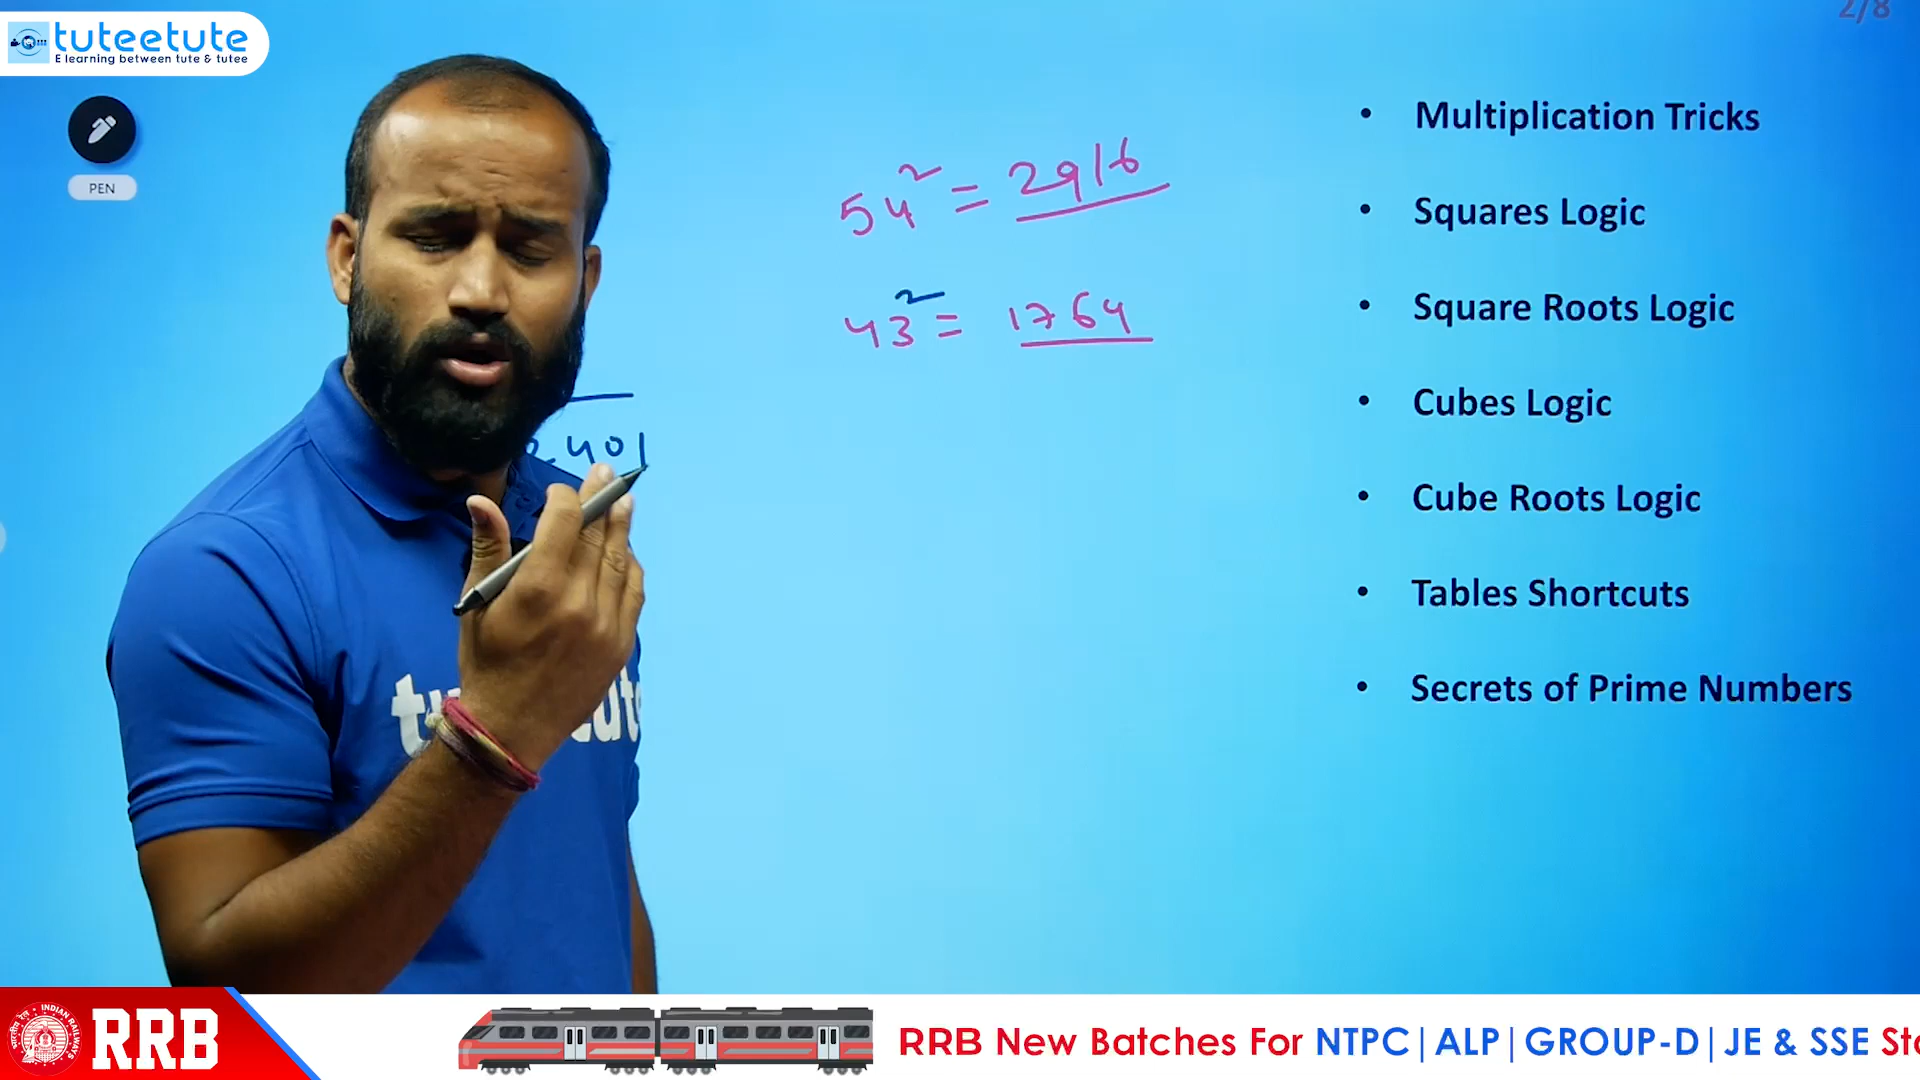 2/8
tuteetute
E learning between tute & tutee
PEN
54² = 2916
43² = 1764
2401
• Multiplication Tricks
• Squares Logic
• Square Roots Logic
• Cubes Logic
• Cube Roots Logic
• Tables Shortcuts
• Secrets of Prime Numbers
RRB
RRB New Batches For NTPC|ALP|GROUP-D|JE & SSE